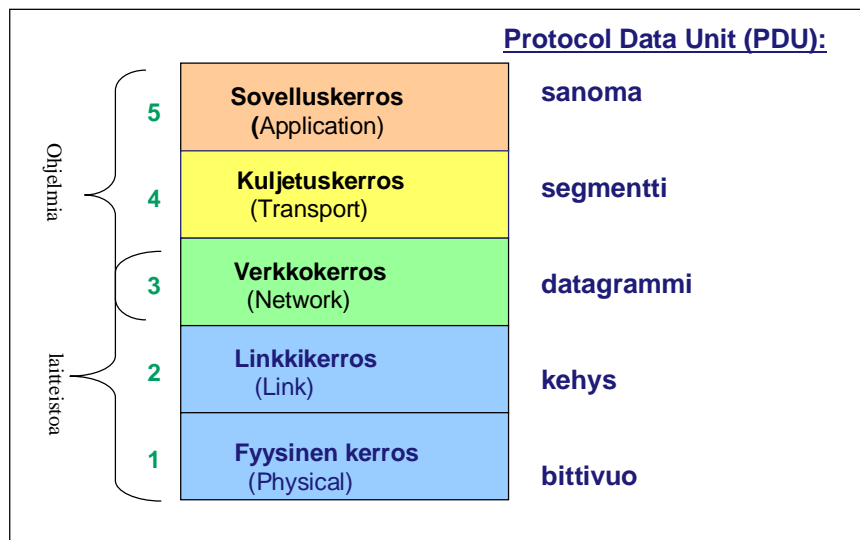 Protocol Data Unit (PDU):
Ohjelmia
laitteistoa
5
Sovelluskerros
(Application)
sanoma
4
Kuljetuskerros
(Transport)
segmentti
3
Verkkokerros
(Network)
datagrammi
2
Linkkikerros
(Link)
kehys
1
Fyysinen kerros
(Physical)
bittivuo